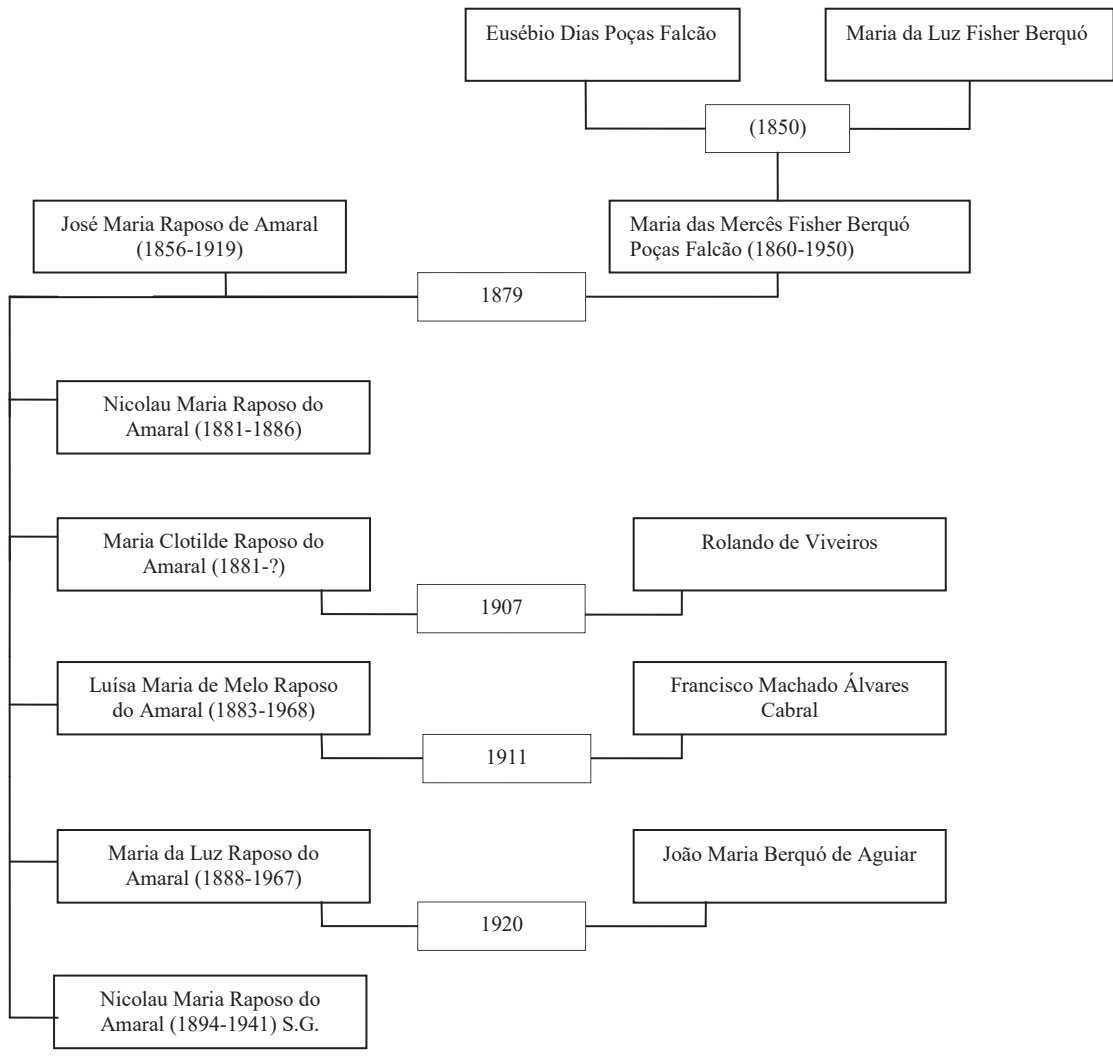 Eusébio Dias Poças Falcão
Maria da Luz Fisher Berquó
(1850)
José Maria Raposo de Amaral
(1856-1919)
Maria das Mercês Fisher Berquó
Poças Falcão (1860-1950)
1879
Nicolau Maria Raposo do
Amaral (1881-1886)
Maria Clotilde Raposo do
Amaral (1881-?)
Rolando de Viveiros
1907
Luísa Maria de Melo Raposo
do Amaral (1883-1968)
Francisco Machado Álvares
Cabral
1911
Maria da Luz Raposo do
Amaral (1888-1967)
João Maria Berquó de Aguiar
1920
Nicolau Maria Raposo do
Amaral (1894-1941) S.G.